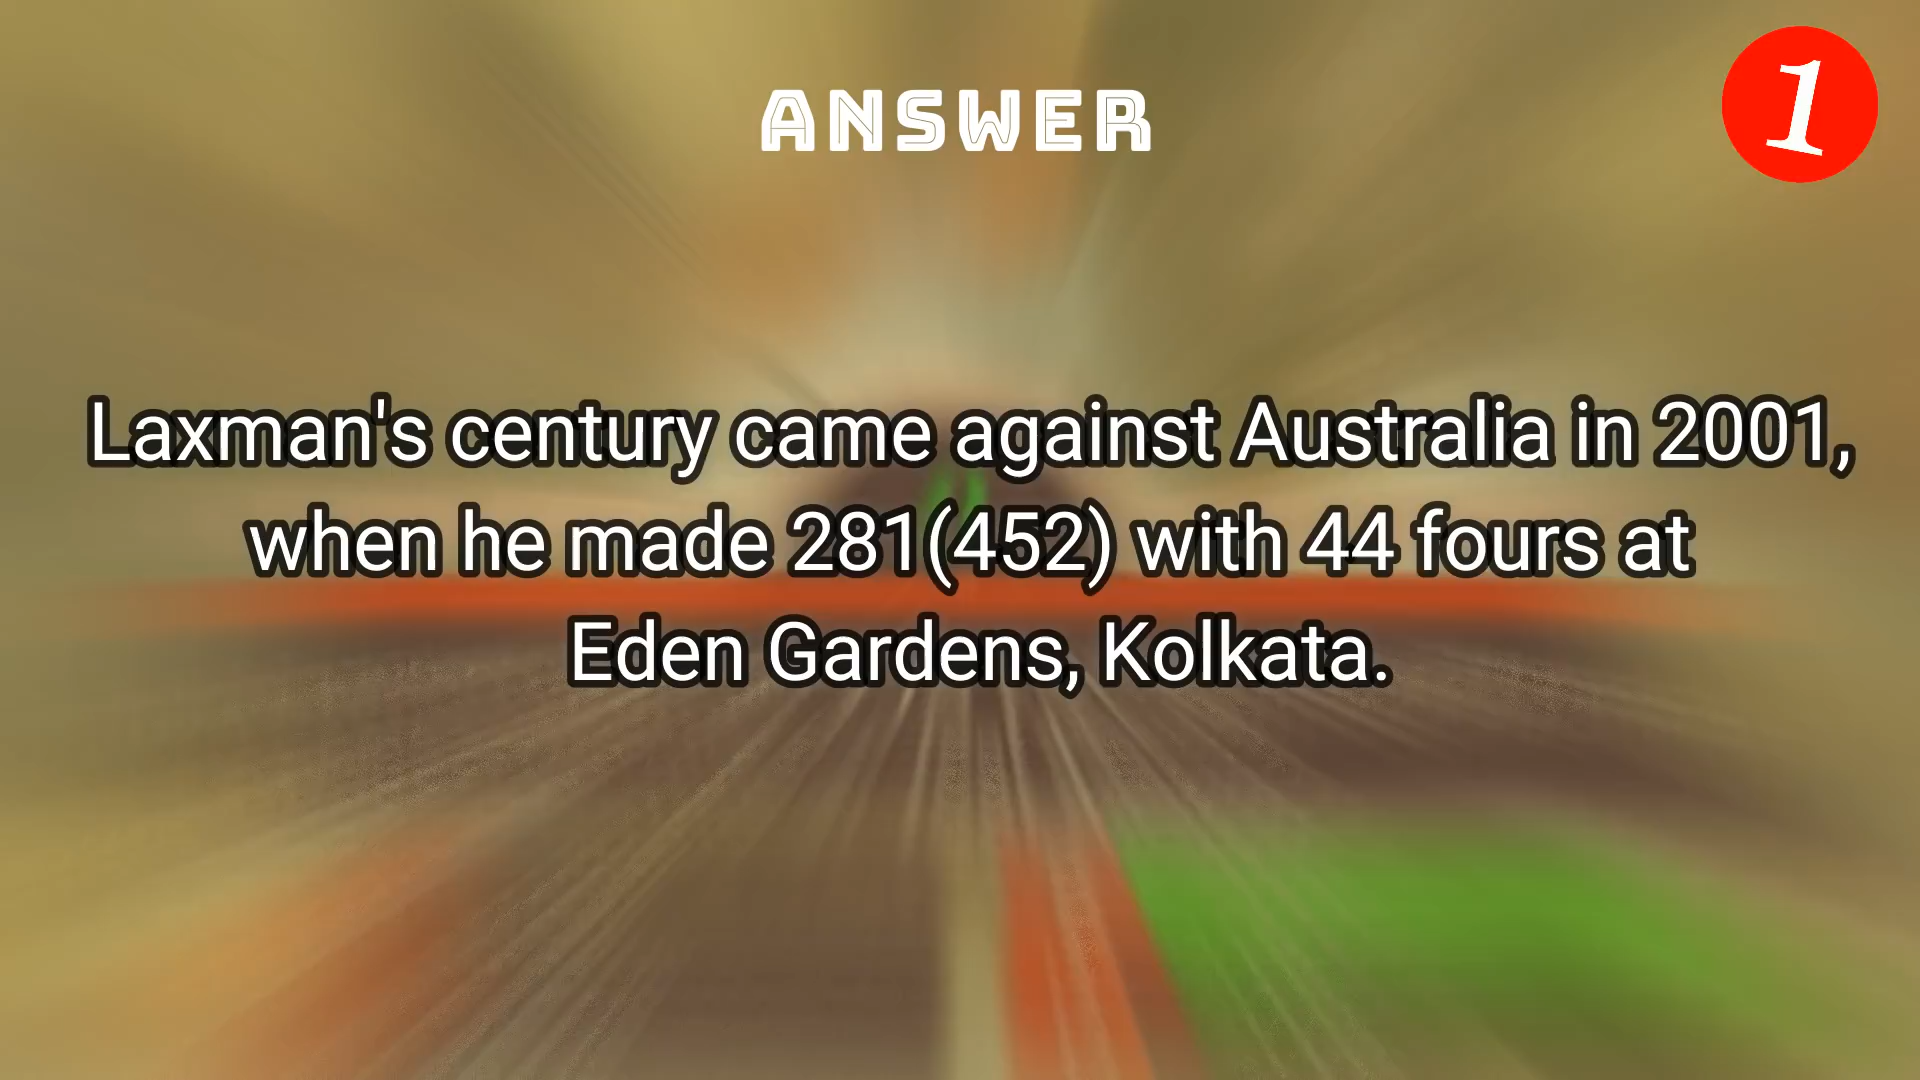 ANSWER
1
Laxman's century came against Australia in 2001,
when he made 281(452) with 44 fours at
Eden Gardens, Kolkata.